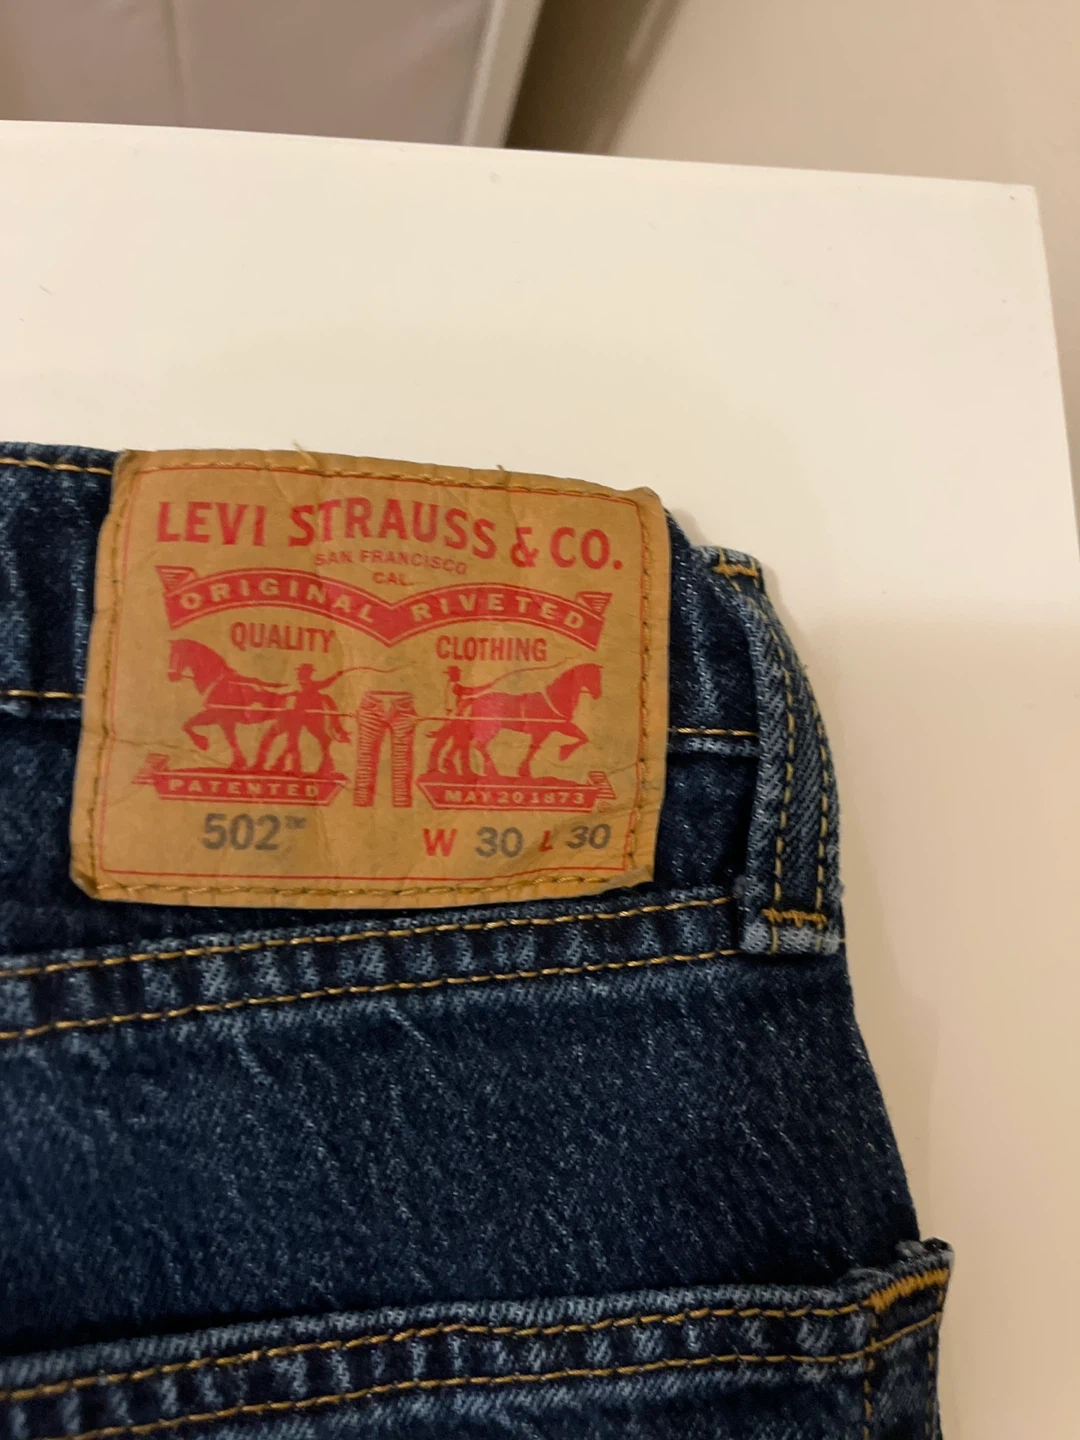 LEVI STRAUSS & CO.
SAN FRANCISCO
CAL.
ORIGINAL RIVETED
QUALITY CLOTHING
PATENTED MAY 20 1873
502™ W 30 L 30